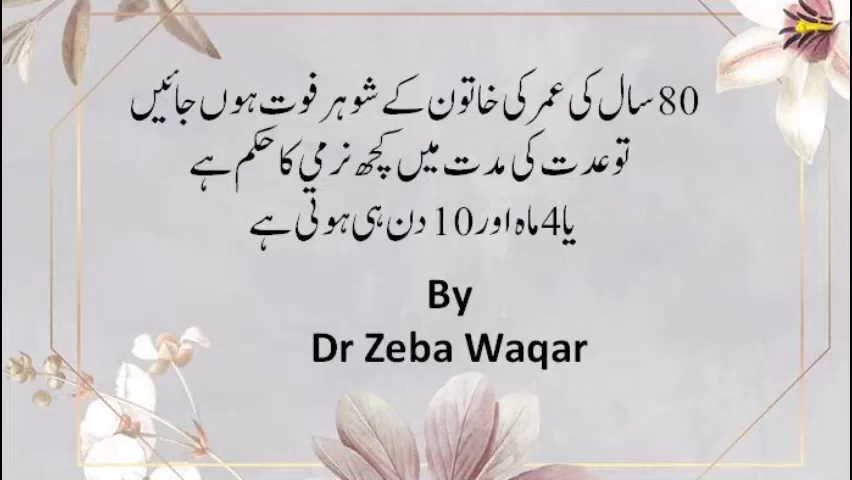 80 سال کی عمر کی خاتون کے شوہر فوت ہوں جائیں
تو عدت کی مدت میں کچھ نرمی کا حکم ہے
یا 4 ماہ اور 10 دن ہی ہوتی ہے
By
Dr Zeba Waqar